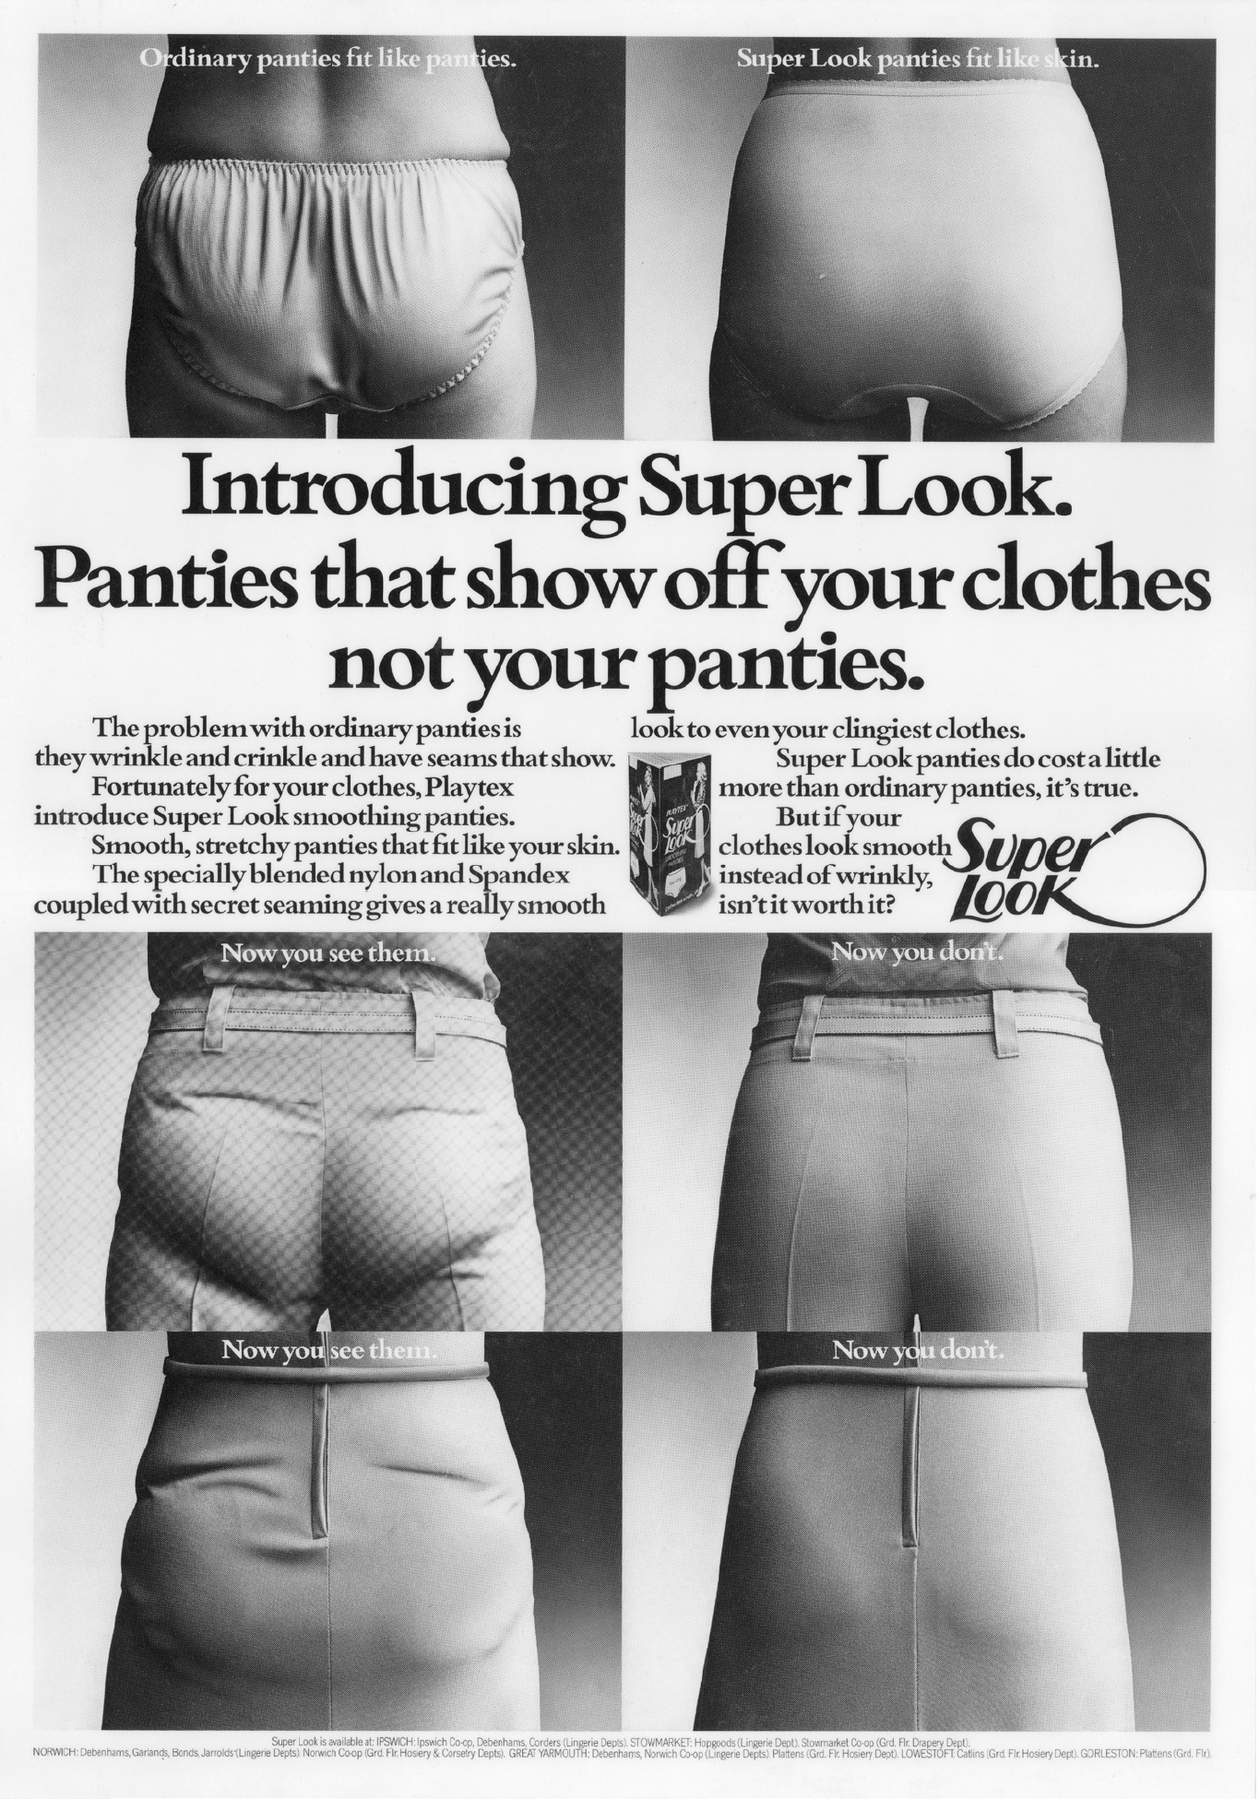 Ordinary panties fit like panties.
Super Look panties fit like skin.
Introducing Super Look.
Panties that show off your clothes
not your panties.
The problem with ordinary panties is
they wrinkle and crinkle and have seams that show.
Fortunately for your clothes, Playtex
introduce Super Look smoothing panties.
Smooth, stretchy panties that fit like your skin.
The specially blended nylon and Spandex
coupled with secret seaming gives a really smooth
look to even your clingiest clothes.
Super Look panties do cost a little
more than ordinary panties, it's true.
But if your
clothes look smooth
instead of wrinkly,
isn't it worth it?
PLAYTEX
Super
Look
Super
Look
Now you see them.
Now you don't.
Now you see them.
Now you don't.
Super Look is available at: IPSWICH: Ipswich Co-op, Debenhams, Corders (Lingerie Depts). STOWMARKET: Hopgoods (Lingerie Dept). Stowmarket Co-op (Grd. Flr. Drapery Dept).
NORWICH: Debenhams, Garlands, Bonds, Jarrolds (Lingerie Depts). Norwich Co-op (Grd. Flr. Hosiery & Corsetry Depts). GREAT YARMOUTH: Debenhams, Norwich Co-op (Lingerie Depts). Plattens (Grd. Flr. Hosiery Dept). LOWESTOFT: Catlins (Grd. Flr. Hosiery Dept). GORLESTON: Plattens (Grd. Flr).